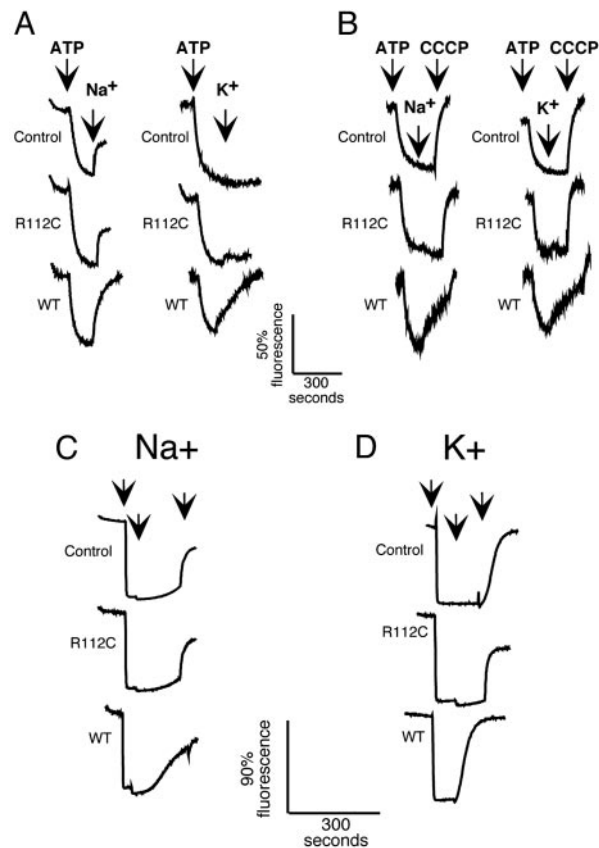 A
B
ATP
ATP
ATP CCCP
ATP CCCP
Na+
K+
Na+
K+
Control
Control
Control
Control
R112C
R112C
R112C
R112C
WT
WT
WT
WT
50%
fluorescence
300
seconds
C
Na+
D
K+
Control
Control
R112C
R112C
WT
WT
90%
fluorescence
300
seconds